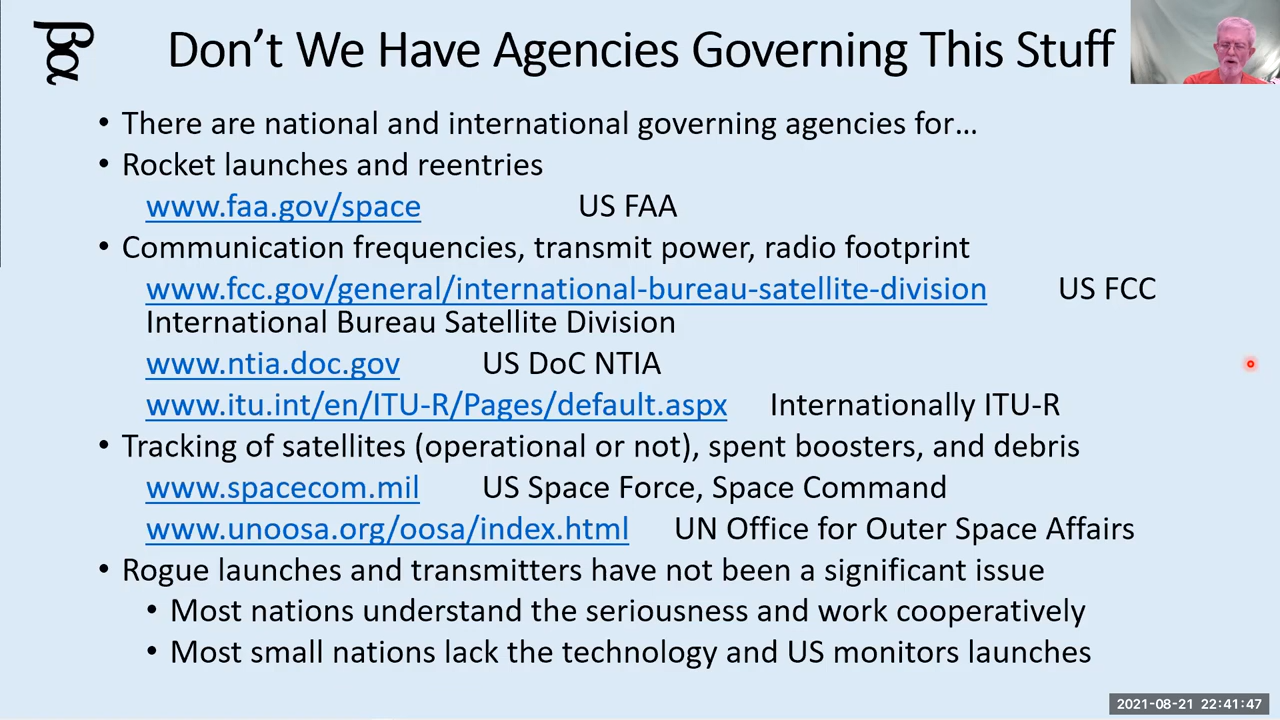 Don't We Have Agencies Governing This Stuff
• There are national and international governing agencies for…
• Rocket launches and reentries
www.faa.gov/space US FAA
• Communication frequencies, transmit power, radio footprint
www.fcc.gov/general/international-bureau-satellite-division US FCC
International Bureau Satellite Division
www.ntia.doc.gov US DoC NTIA
www.itu.int/en/ITU-R/Pages/default.aspx Internationally ITU-R
• Tracking of satellites (operational or not), spent boosters, and debris
www.spacecom.mil US Space Force, Space Command
www.unoosa.org/oosa/index.html UN Office for Outer Space Affairs
• Rogue launches and transmitters have not been a significant issue
• Most nations understand the seriousness and work cooperatively
• Most small nations lack the technology and US monitors launches
2021-08-21 22:41:47